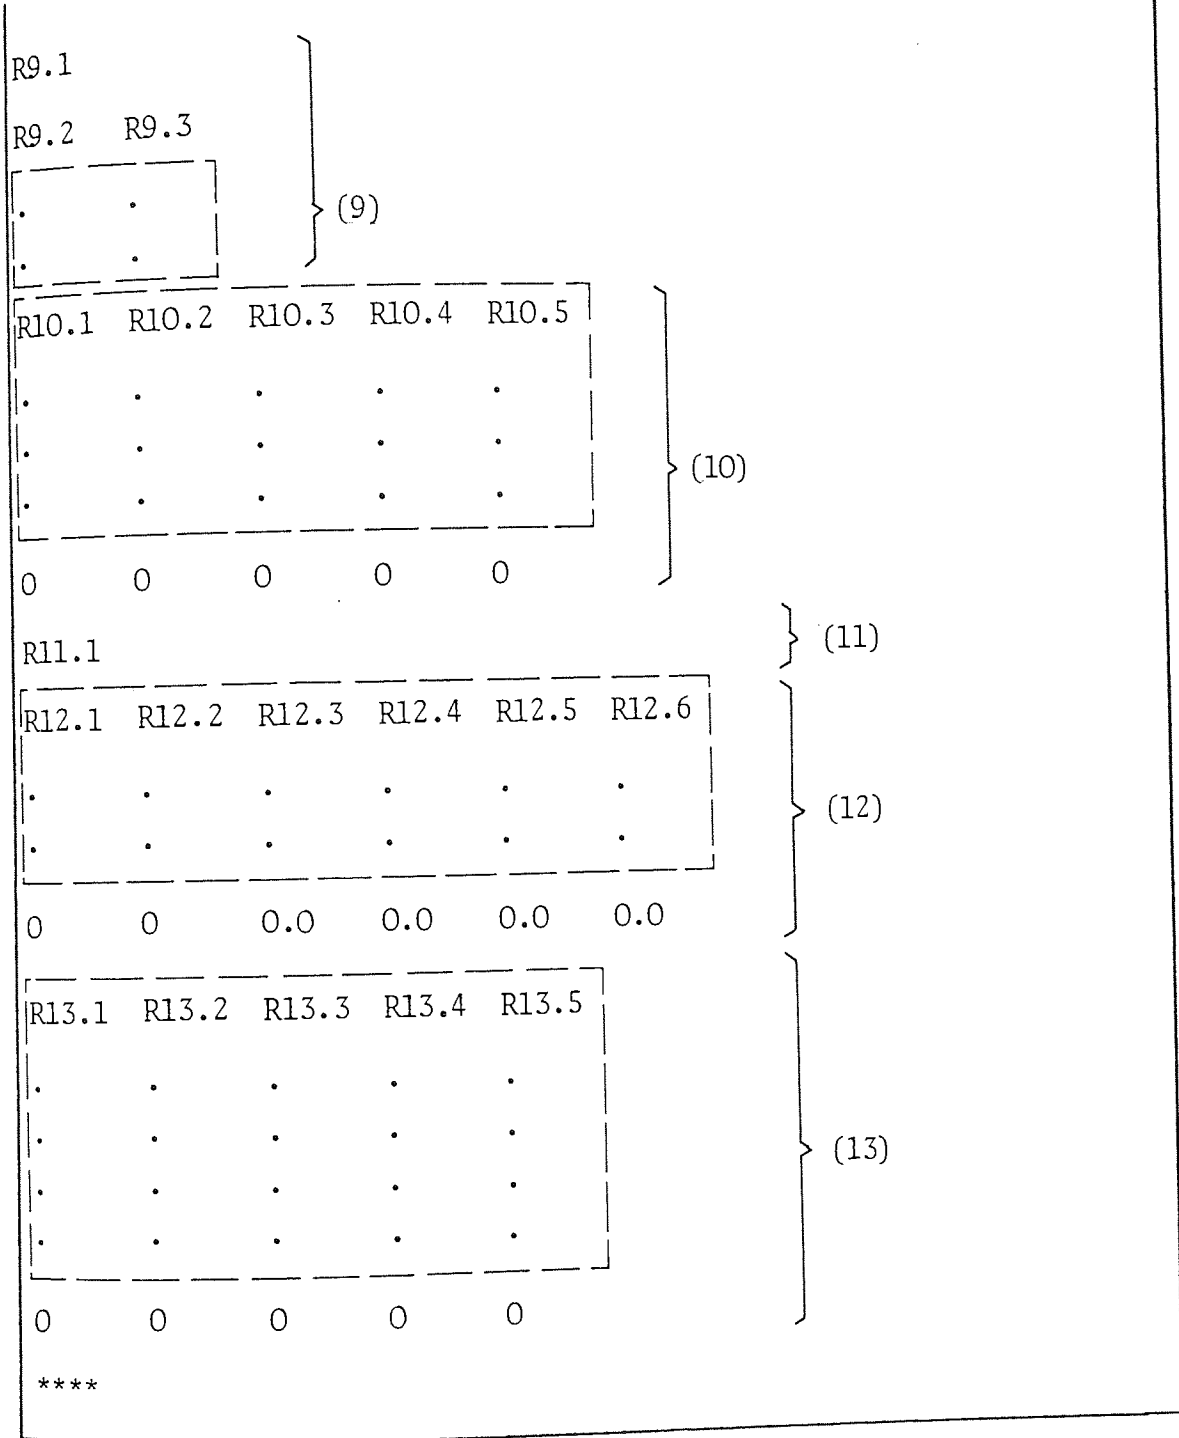 R9.1
R9.2 R9.3
. .
. .
(9)
R10.1 R10.2 R10.3 R10.4 R10.5
. . . . .
. . . . .
. . . . .
(10)
0 0 0 0 0
R11.1
(11)
R12.1 R12.2 R12.3 R12.4 R12.5 R12.6
. . . . . .
. . . . . .
(12)
0 0 0.0 0.0 0.0 0.0
R13.1 R13.2 R13.3 R13.4 R13.5
. . . . .
. . . . .
. . . . .
. . . . .
(13)
0 0 0 0 0
****